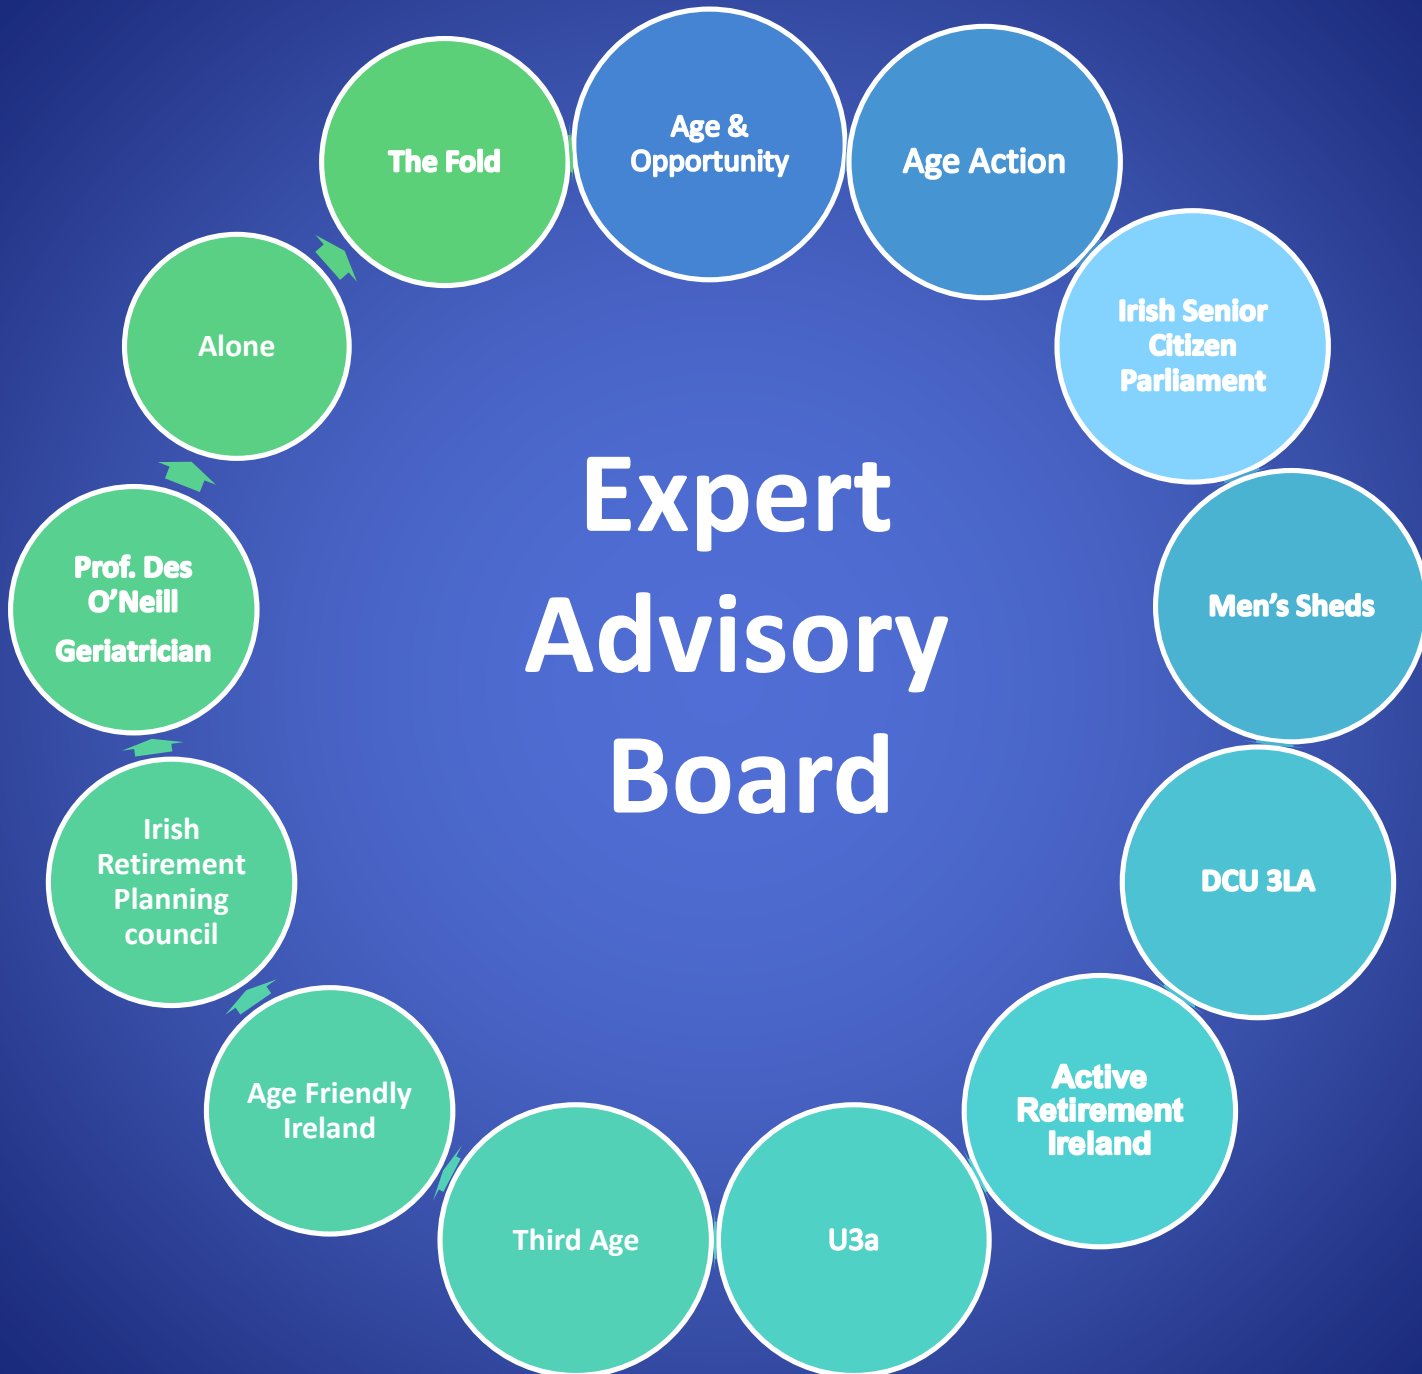 Expert
Advisory
Board
Age &
Opportunity
Age Action
Irish Senior
Citizen
Parliament
Men’s Sheds
DCU 3LA
Active
Retirement
Ireland
U3a
Third Age
Age Friendly
Ireland
Irish
Retirement
Planning
council
Prof. Des
O’Neill
Geriatrician
Alone
The Fold